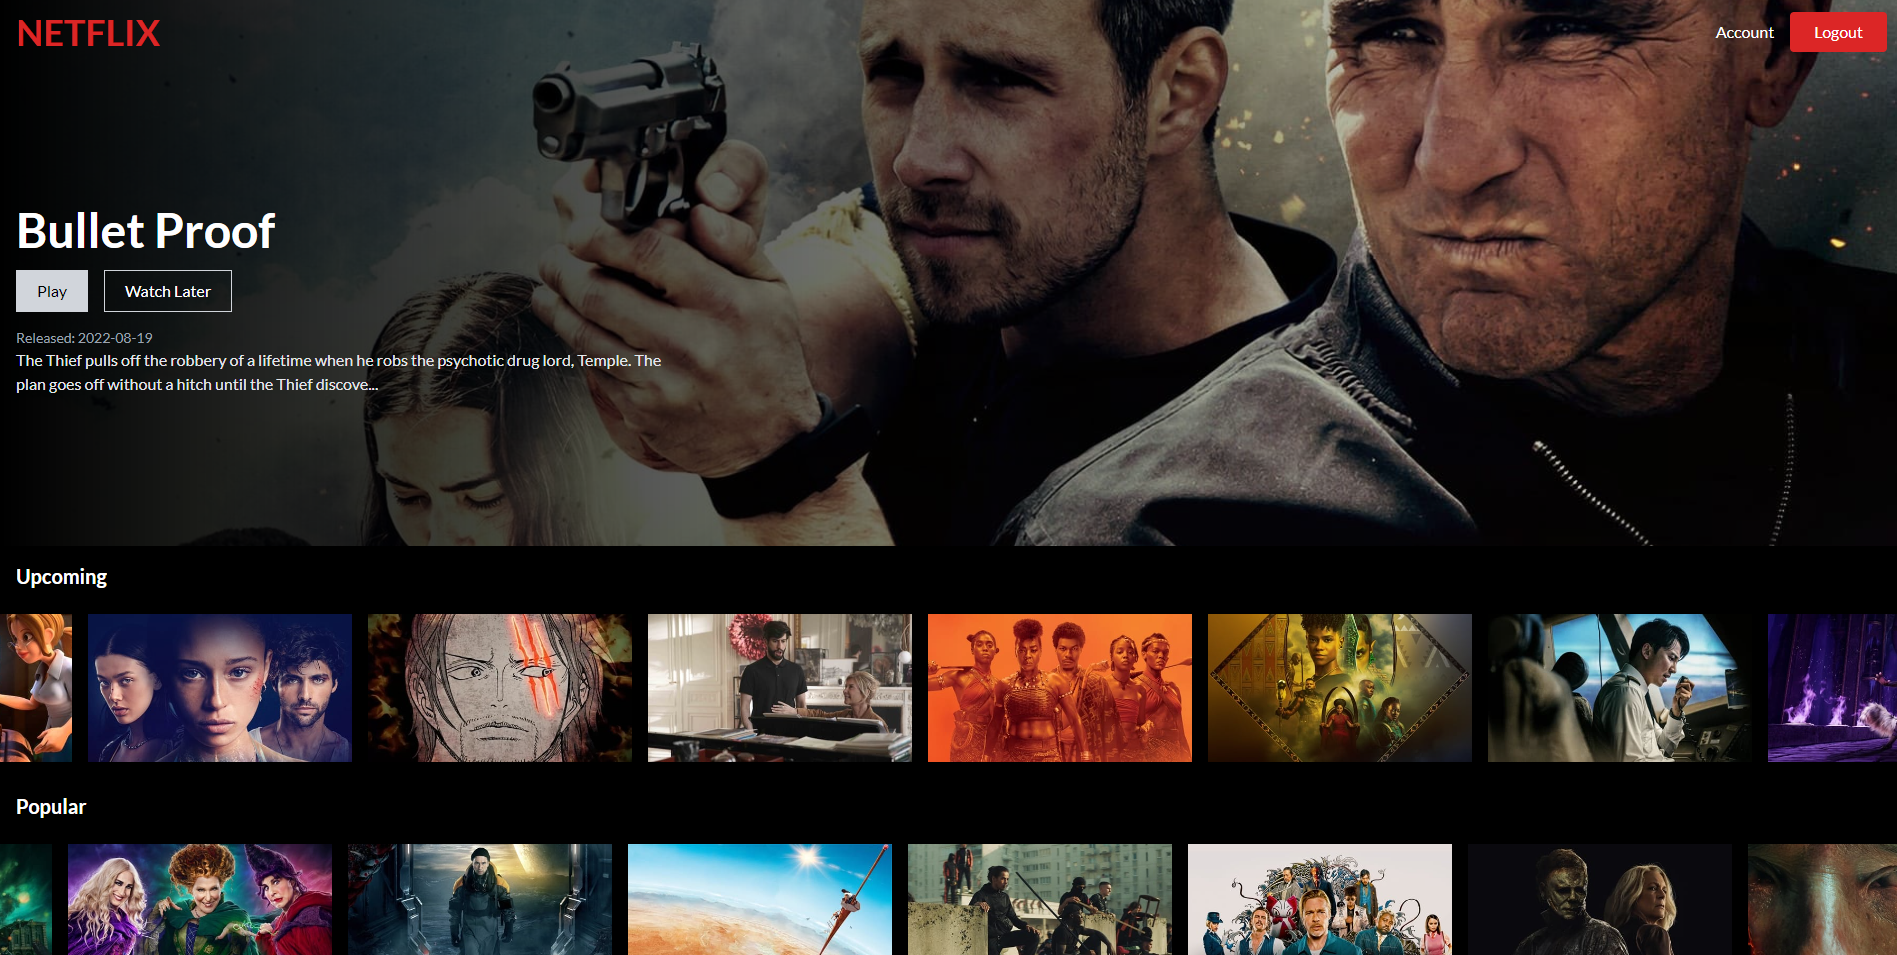 NETFLIX
Account
Logout
Bullet Proof
Play
Watch Later
Released: 2022-08-19
The Thief pulls off the robbery of a lifetime when he robs the psychotic drug lord, Temple. The
plan goes off without a hitch until the Thief discove...
Upcoming
Popular